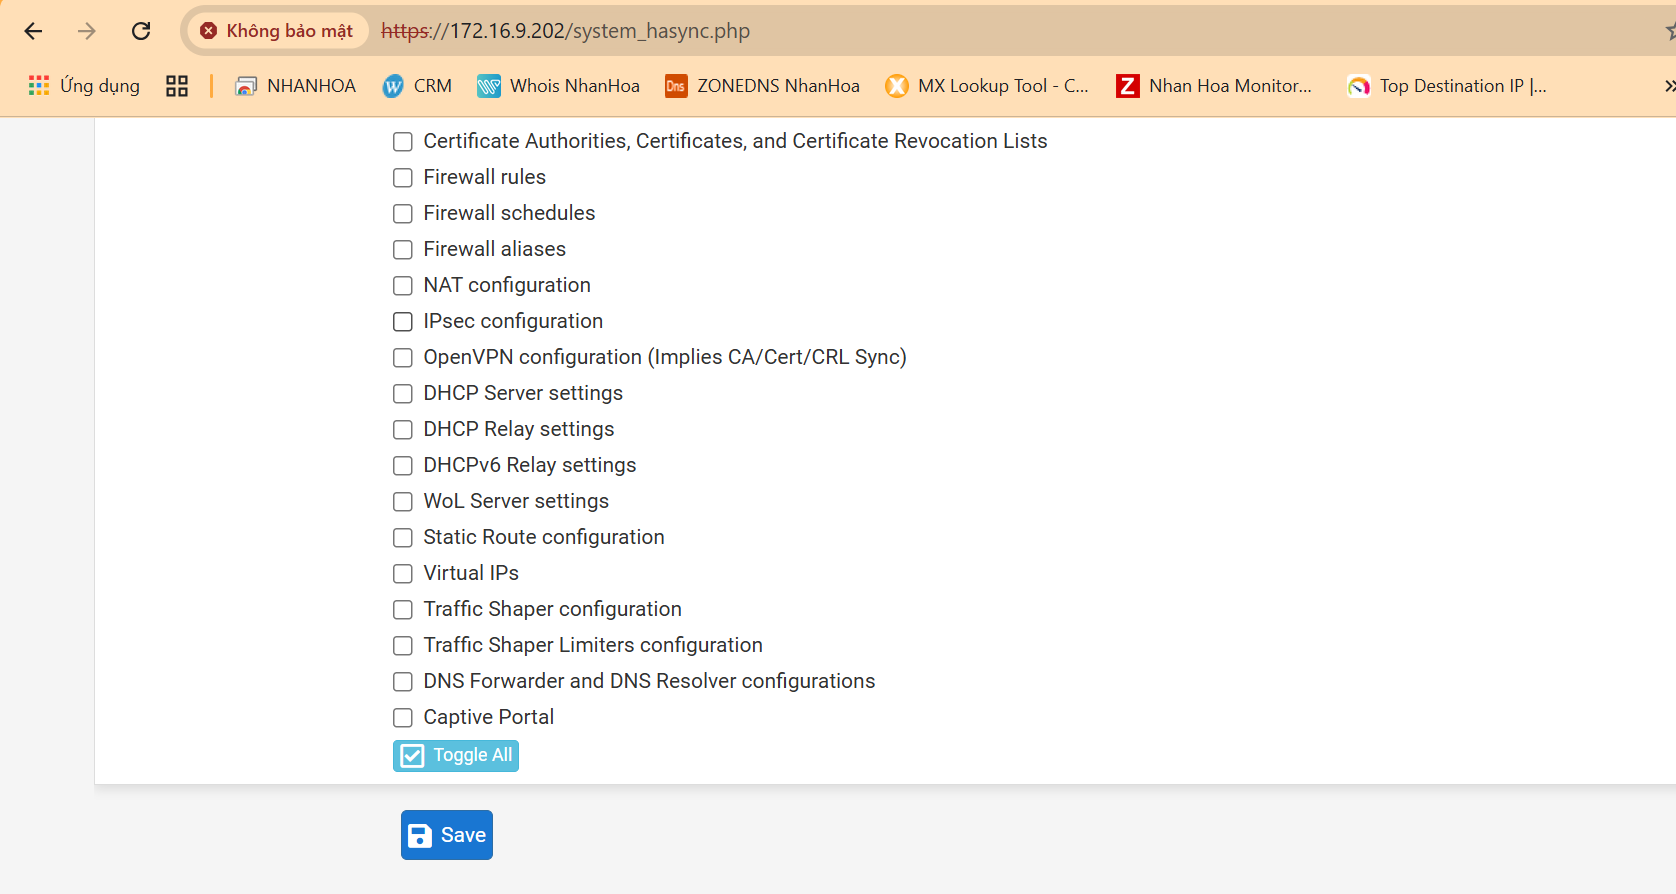 Không bảo mật https://172.16.9.202/system_hasync.php
Ứng dụng NHANHOA CRM Whois NhanHoa Dns ZONEDNS NhanHoa MX Lookup Tool - C... Z Nhan Hoa Monitor... Top Destination IP |...
Certificate Authorities, Certificates, and Certificate Revocation Lists
Firewall rules
Firewall schedules
Firewall aliases
NAT configuration
IPsec configuration
OpenVPN configuration (Implies CA/Cert/CRL Sync)
DHCP Server settings
DHCP Relay settings
DHCPv6 Relay settings
WoL Server settings
Static Route configuration
Virtual IPs
Traffic Shaper configuration
Traffic Shaper Limiters configuration
DNS Forwarder and DNS Resolver configurations
Captive Portal
Toggle All
Save